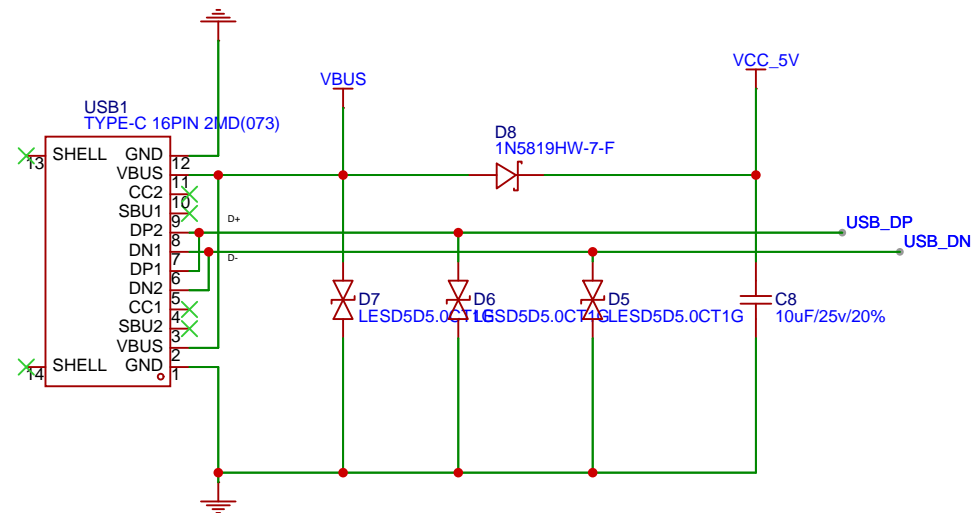 VCC_5V
VBUS
USB1
TYPE-C 16PIN 2MD(073)
D8
1N5819HW-7-F
13
SHELL
GND
12
VBUS
11
CC2
10
SBU1
9
DP2
8
DN1
7
DP1
6
DN2
5
CC1
4
SBU2
3
VBUS
2
14
SHELL
GND
1
D+
D-
USB_DP
USB_DN
D7
LESD5D5.0CT1G
D6
LESD5D5.0CT1G
D5
LESD5D5.0CT1G
C8
10uF/25v/20%